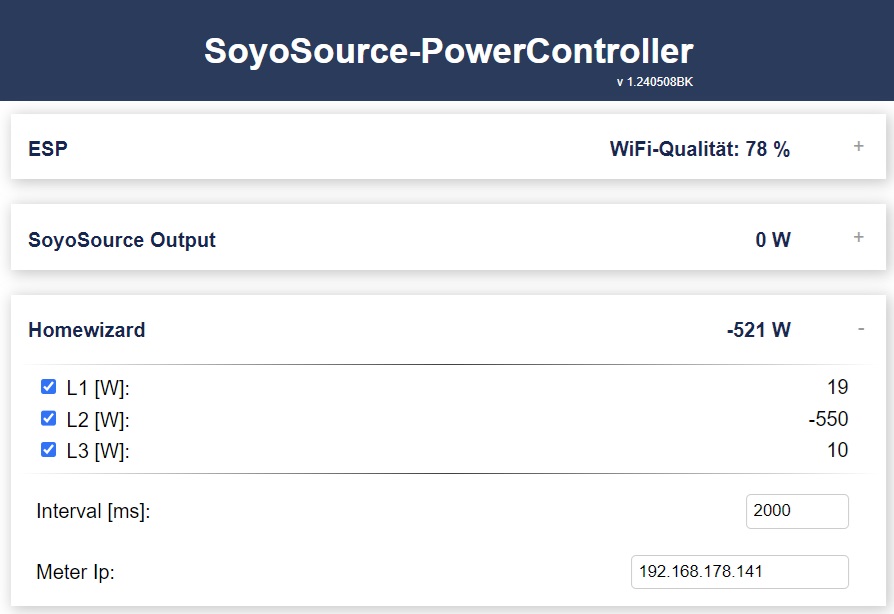 SoyoSource-PowerController
v 1.240508BK
ESP WiFi-Qualität: 78 % +
SoyoSource Output 0 W +
Homewizard -521 W -
L1 [W]: 19
L2 [W]: -550
L3 [W]: 10
Interval [ms]: 2000
Meter Ip: 192.168.178.141